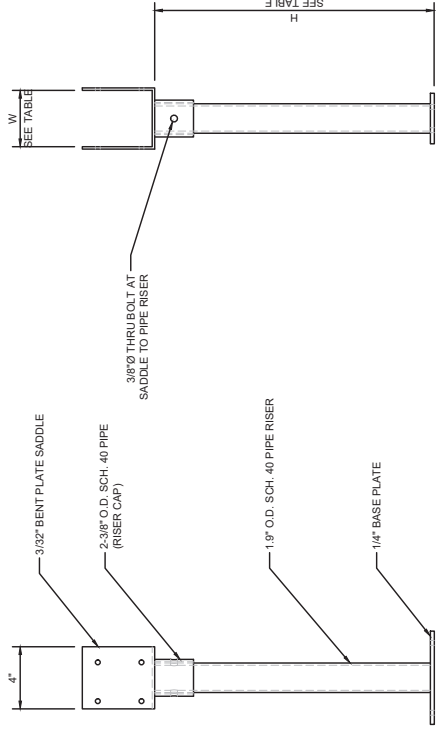 4"
3/32" BENT PLATE SADDLE
2-3/8" O.D. SCH. 40 PIPE
(RISER CAP)
1.9" O.D. SCH. 40 PIPE RISER
1/4" BASE PLATE
3/8"Ø THRU BOLT AT
SADDLE TO PIPE RISER
W
SEE TABLE
H
SEE TABLE